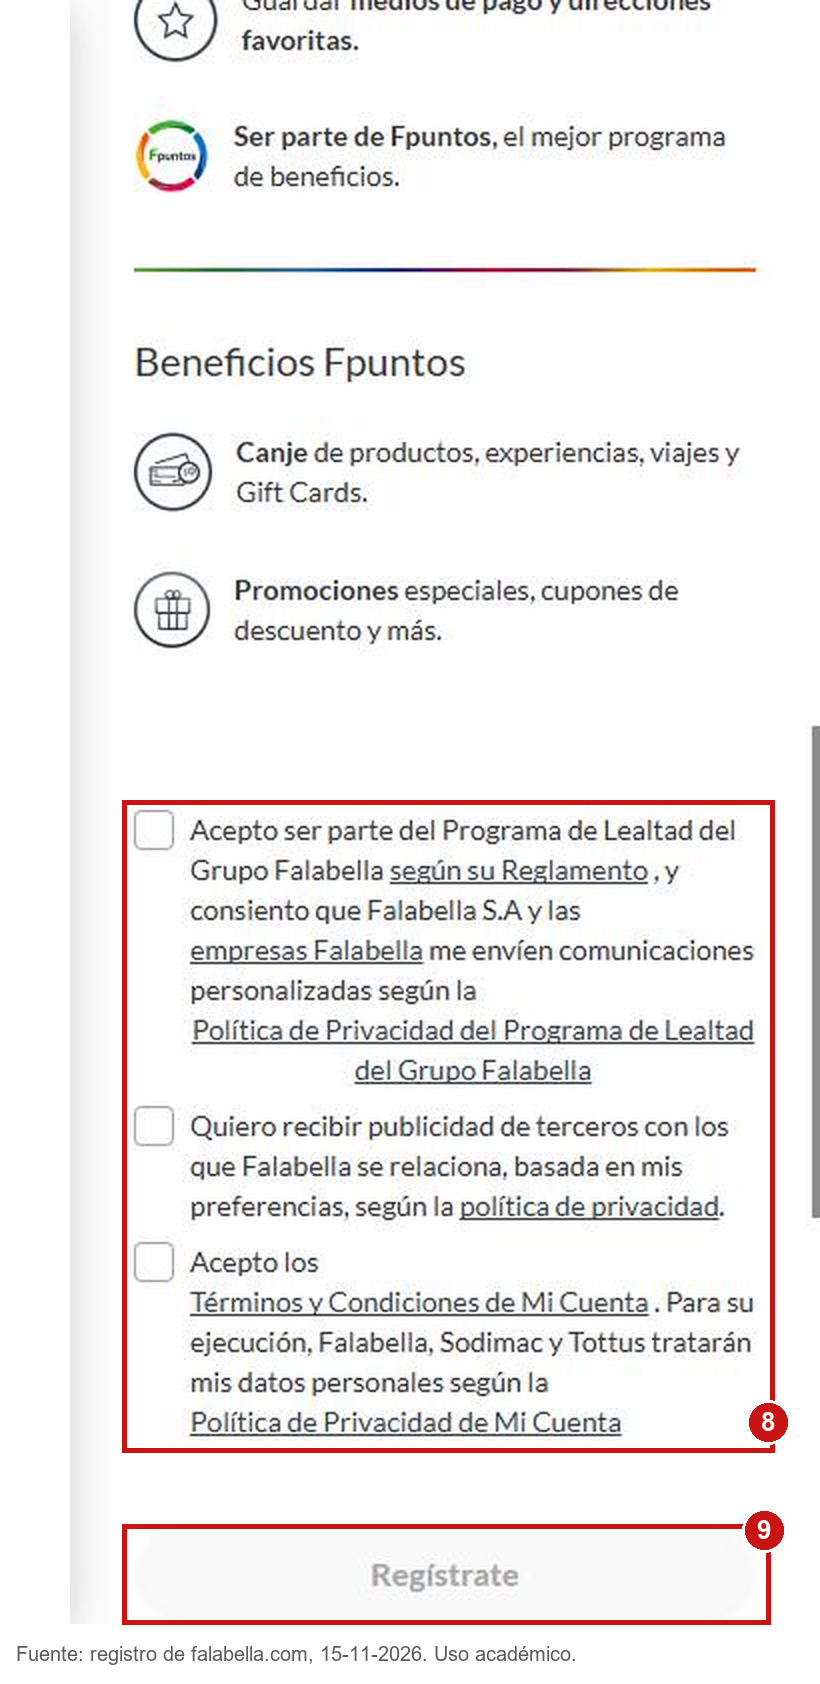 Guardar medios de pago y direcciones
favoritas.
Fpuntos
Ser parte de Fpuntos, el mejor programa
de beneficios.
Beneficios Fpuntos
Canje de productos, experiencias, viajes y
Gift Cards.
Promociones especiales, cupones de
descuento y más.
Acepto ser parte del Programa de Lealtad del
Grupo Falabella según su Reglamento , y
consiento que Falabella S.A y las
empresas Falabella me envíen comunicaciones
personalizadas según la
Política de Privacidad del Programa de Lealtad
del Grupo Falabella
Quiero recibir publicidad de terceros con los
que Falabella se relaciona, basada en mis
preferencias, según la política de privacidad.
Acepto los
Términos y Condiciones de Mi Cuenta . Para su
ejecución, Falabella, Sodimac y Tottus tratarán
mis datos personales según la
Política de Privacidad de Mi Cuenta
8
9
Regístrate
Fuente: registro de falabella.com, 15-11-2026. Uso académico.